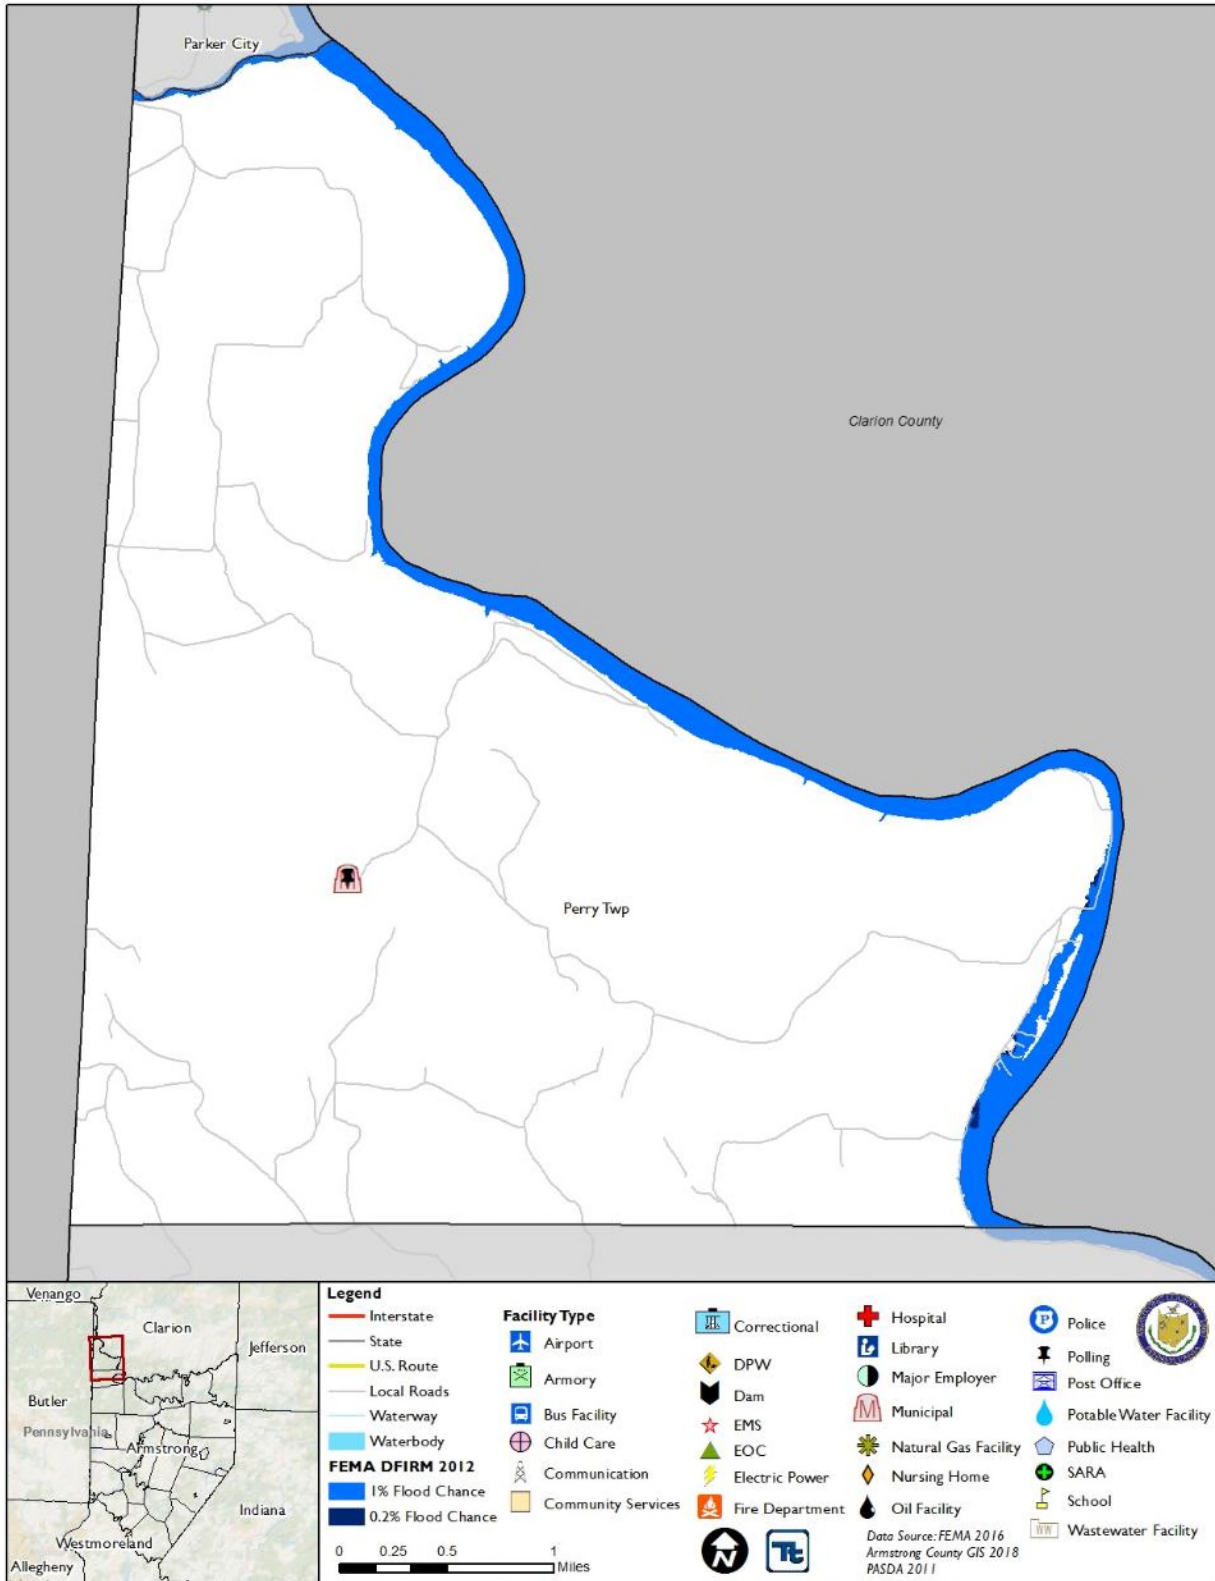 Parker City
Clarion County
Perry Twp
Venango
Clarion
Jefferson
Butler
Pennsylvania
Armstrong
Indiana
Westmoreland
Allegheny
Legend
Interstate
State
U.S. Route
Local Roads
Waterway
Waterbody
FEMA DFIRM 2012
1% Flood Chance
0.2% Flood Chance
0 0.25 0.5 1
Miles
Facility Type
Airport
Armory
Bus Facility
Child Care
Communication
Community Services
Correctional
DPW
Dam
EMS
EOC
Electric Power
Fire Department
N
Tt
Hospital
Library
Major Employer
M Municipal
Natural Gas Facility
Nursing Home
Oil Facility
Data Source: FEMA 2016
Armstrong County GIS 2018
PASDA 2011
P Police
Polling
Post Office
Potable Water Facility
Public Health
SARA
School
WW Wastewater Facility